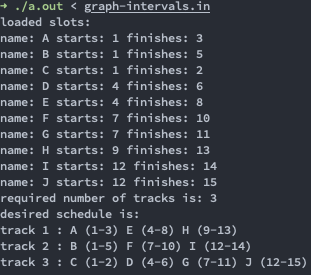 ➜ ./a.out < graph-intervals.in
loaded slots:
name: A starts: 1 finishes: 3
name: B starts: 1 finishes: 5
name: C starts: 1 finishes: 2
name: D starts: 4 finishes: 6
name: E starts: 4 finishes: 8
name: F starts: 7 finishes: 10
name: G starts: 7 finishes: 11
name: H starts: 9 finishes: 13
name: I starts: 12 finishes: 14
name: J starts: 12 finishes: 15
required number of tracks is: 3
desired schedule is:
track 1 : A (1-3) E (4-8) H (9-13)
track 2 : B (1-5) F (7-10) I (12-14)
track 3 : C (1-2) D (4-6) G (7-11) J (12-15)